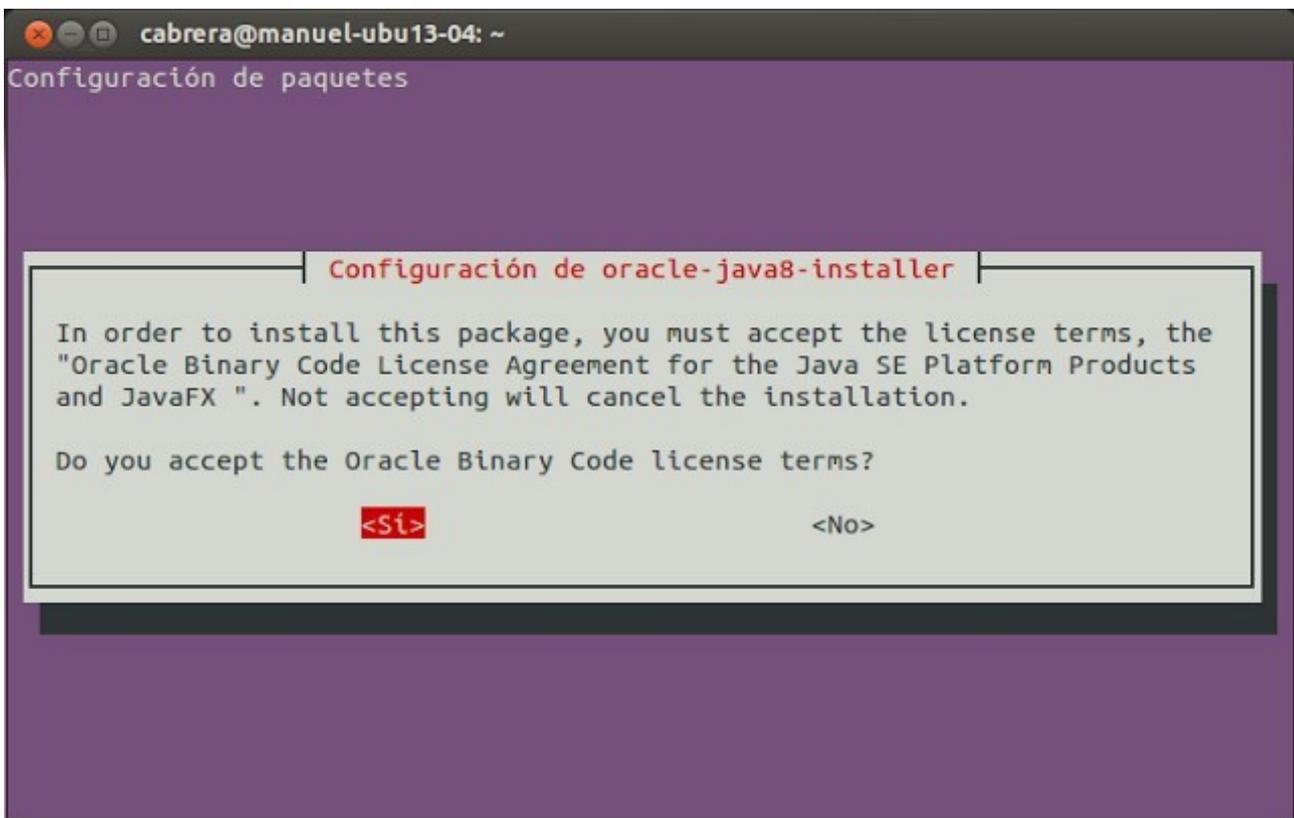 cabrera@manuel-ubu13-04: ~
Configuración de paquetes
Configuración de oracle-java8-installer
In order to install this package, you must accept the license terms, the
"Oracle Binary Code License Agreement for the Java SE Platform Products
and JavaFX ". Not accepting will cancel the installation.
Do you accept the Oracle Binary Code license terms?
<Sí> <No>